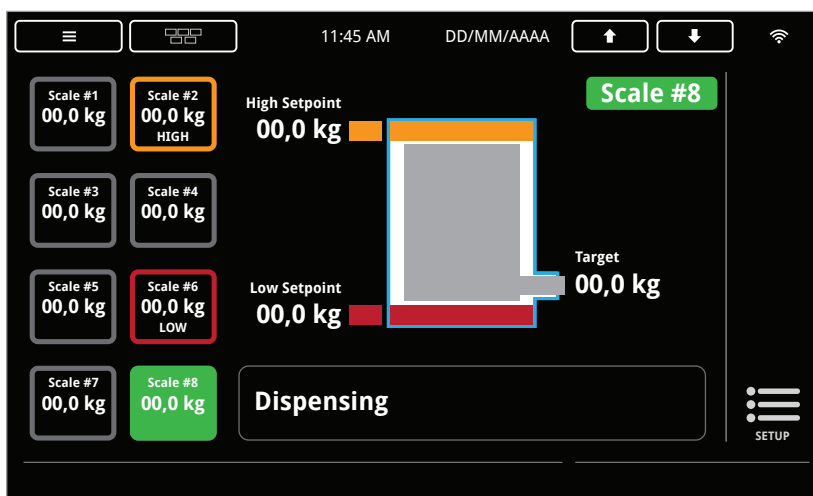 11:45 AM
DD/MM/AAAA
Scale #1
00,0 kg
Scale #2
00,0 kg
HIGH
Scale #3
00,0 kg
Scale #4
00,0 kg
Scale #5
00,0 kg
Scale #6
00,0 kg
LOW
Scale #7
00,0 kg
Scale #8
00,0 kg
High Setpoint
00,0 kg
Scale #8
Low Setpoint
00,0 kg
Target
00,0 kg
Dispensing
SETUP